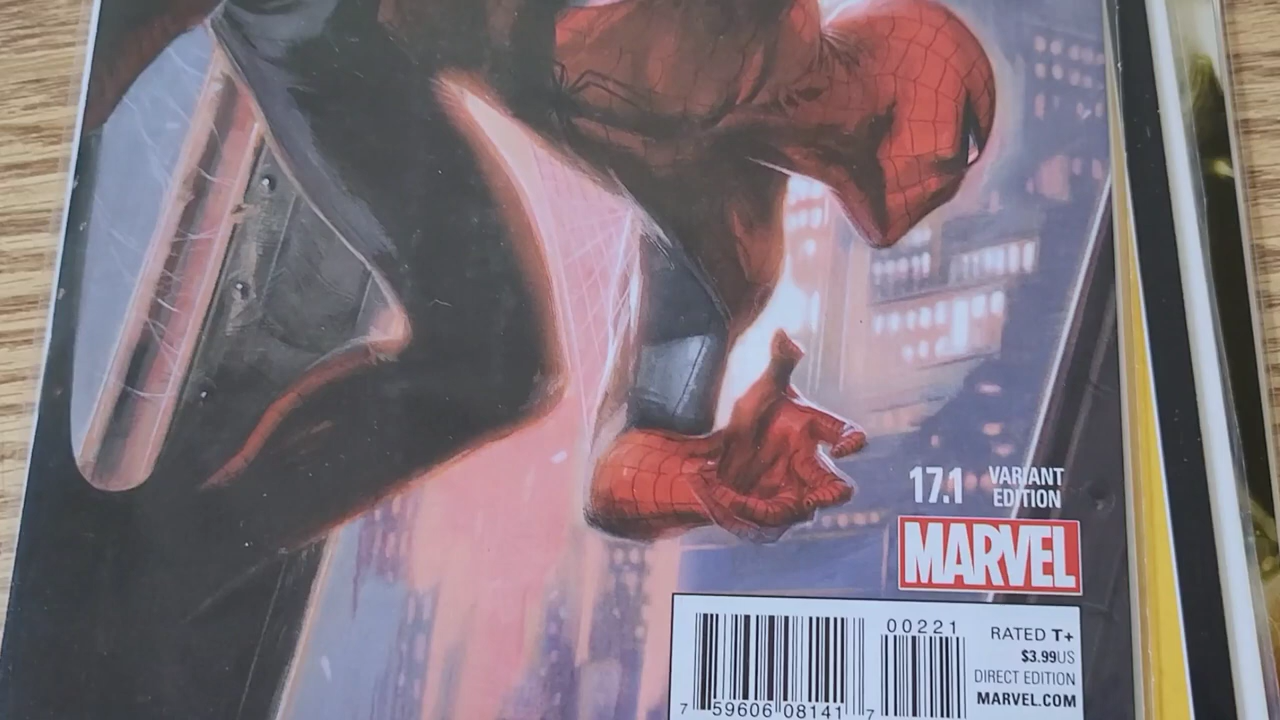 17.1 VARIANT
EDITION
MARVEL
00221
RATED T+
$3.99US
DIRECT EDITION
MARVEL.COM
7 59606 08141 7